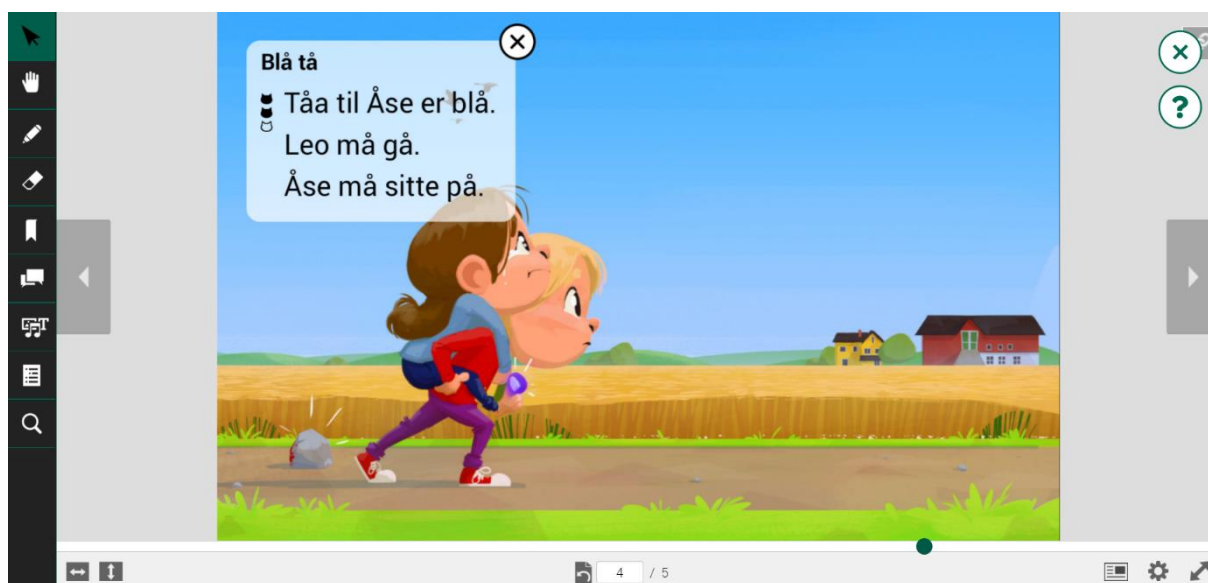 Blå tå
Tåa til Åse er blå.
Leo må gå.
Åse må sitte på.
?
4 / 5